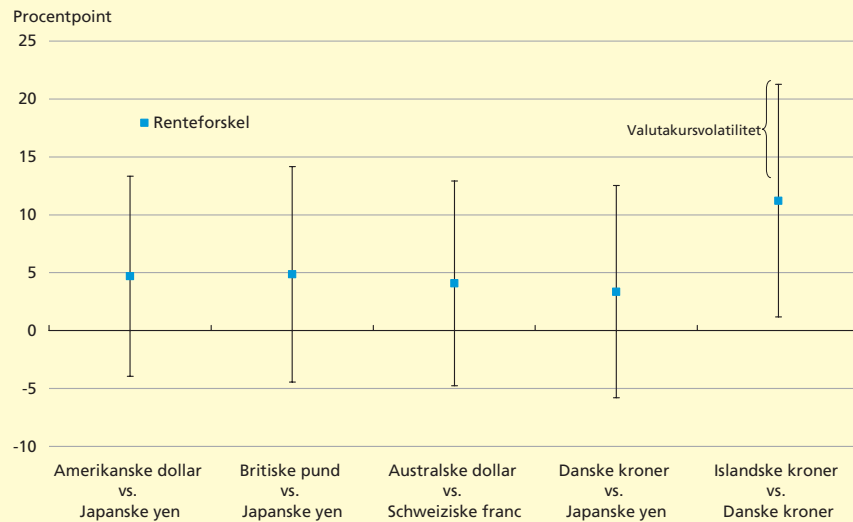 Procentpoint
25
20
15
10
5
0
-5
-10
Renteforskel
Valutakursvolatilitet
Amerikanske dollar
vs.
Japanske yen
Britiske pund
vs.
Japanske yen
Australske dollar
vs.
Schweiziske franc
Danske kroner
vs.
Japanske yen
Islandske kroner
vs.
Danske kroner